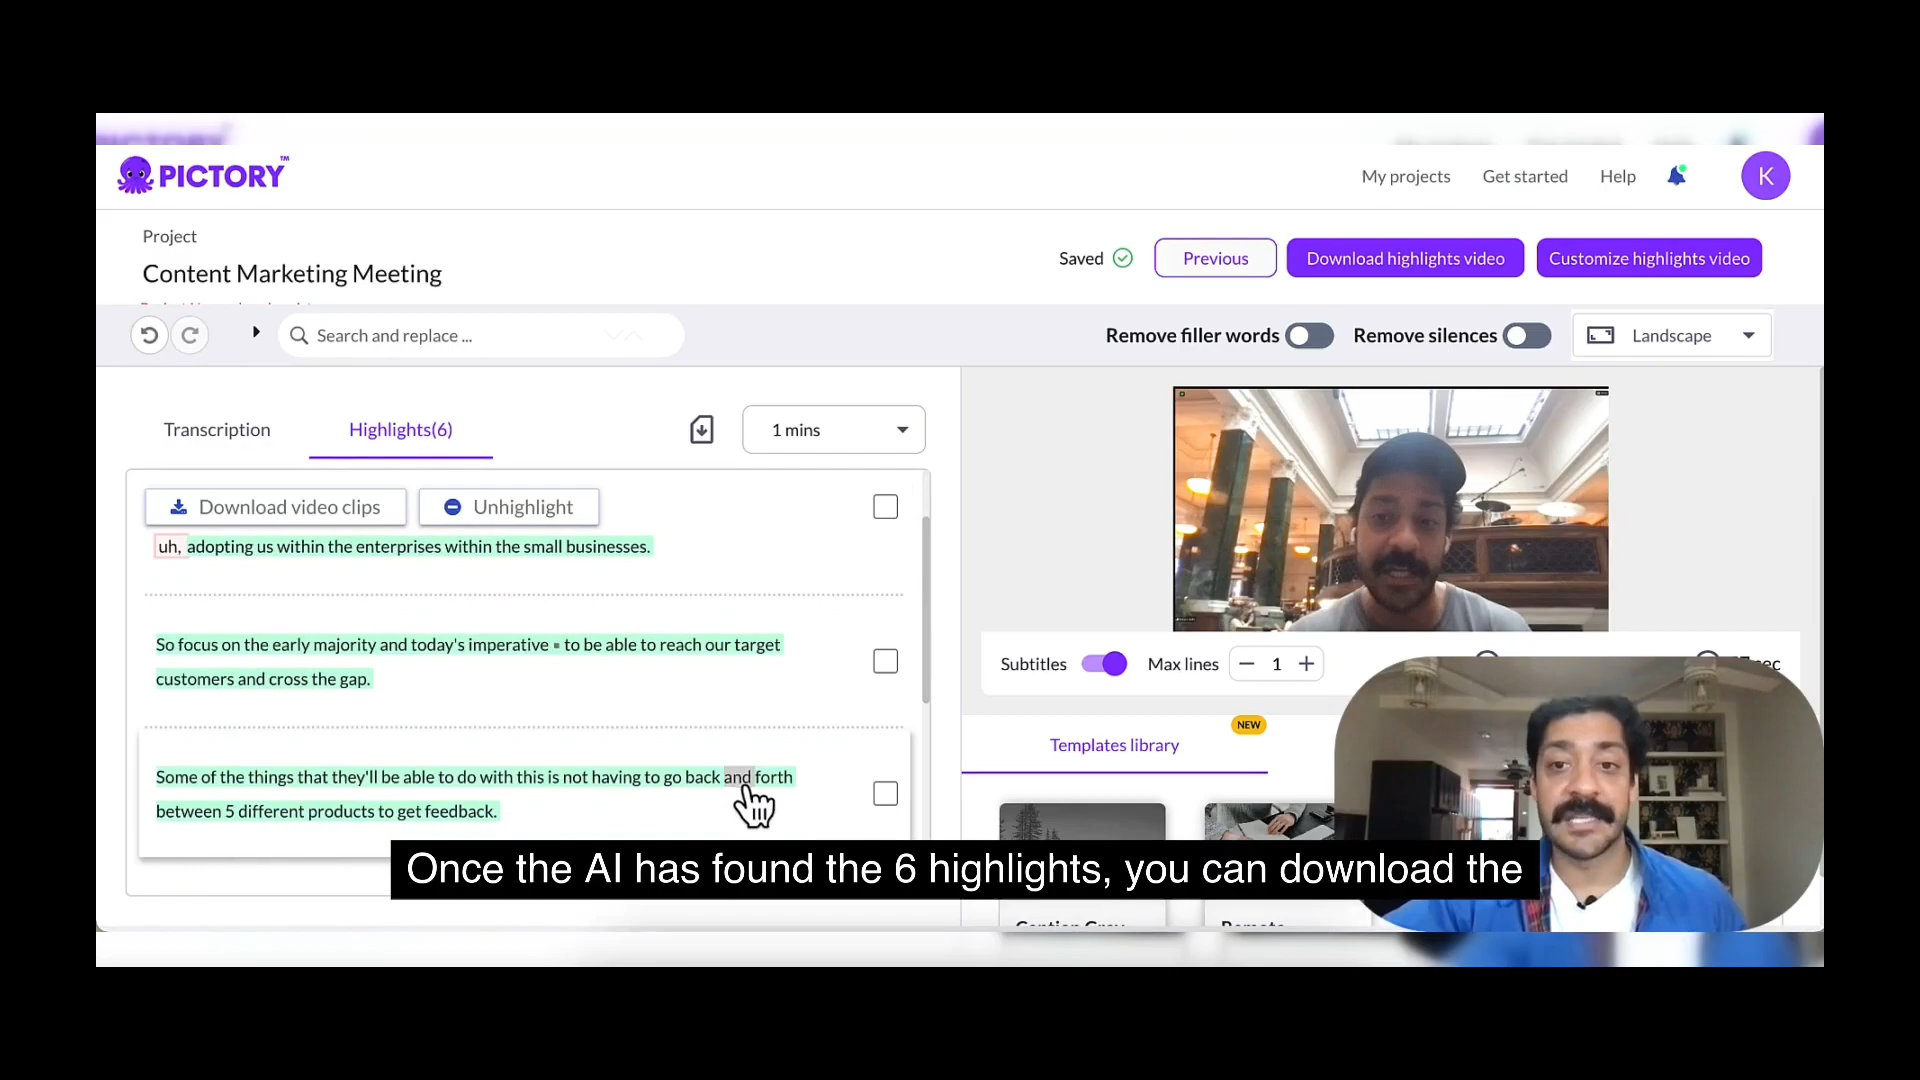 PICTORY™
My projects
Get started
Help
K
Project
Content Marketing Meeting
Saved
Previous
Download highlights video
Customize highlights video
Search and replace ...
Remove filler words
Remove silences
Landscape
Transcription
Highlights(6)
1 mins
Download video clips
Unhighlight
uh, adopting us within the enterprises within the small businesses.
So focus on the early majority and today's imperative to be able to reach our target
customers and cross the gap.
Some of the things that they'll be able to do with this is not having to go back and forth
between 5 different products to get feedback.
Subtitles
Max lines
1
sec
NEW
Templates library
Once the AI has found the 6 highlights, you can download the